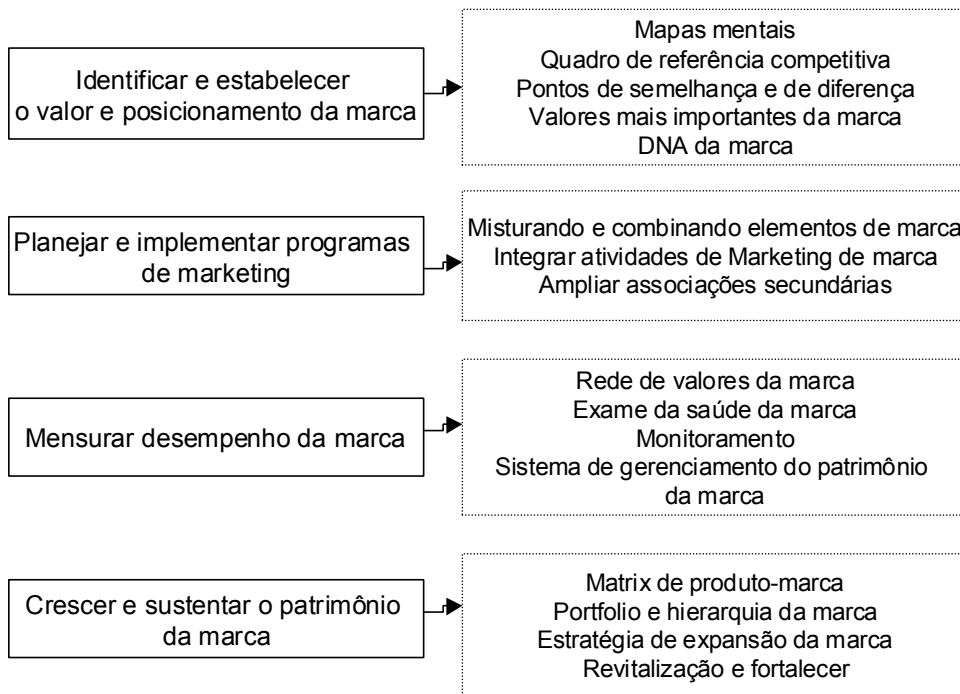 Identificar e estabelecer
o valor e posicionamento da marca
Mapas mentais
Quadro de referência competitiva
Pontos de semelhança e de diferença
Valores mais importantes da marca
DNA da marca
Planejar e implementar programas
de marketing
Misturando e combinando elementos de marca
Integrar atividades de Marketing de marca
Ampliar associações secundárias
Mensurar desempenho da marca
Rede de valores da marca
Exame da saúde da marca
Monitoramento
Sistema de gerenciamento do patrimônio
da marca
Crescer e sustentar o patrimônio
da marca
Matrix de produto-marca
Portfolio e hierarquia da marca
Estratégia de expansão da marca
Revitalização e fortalecer